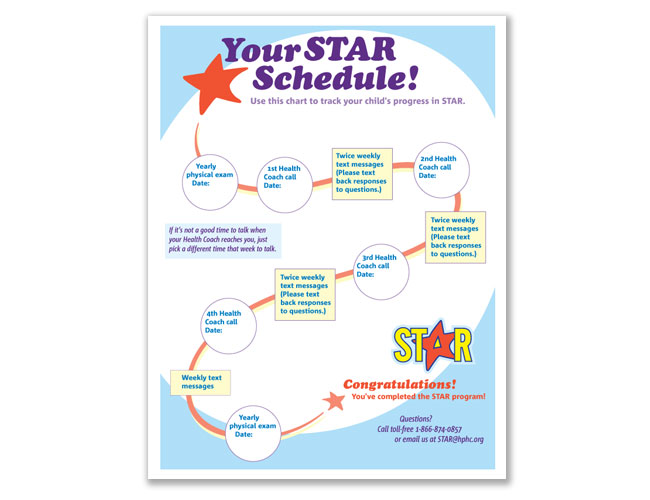 Your STAR
Schedule!
Use this chart to track your child's progress in STAR.
Yearly
physical exam
Date:
1st Health
Coach call
Date:
Twice weekly
text messages
(Please text
back responses
to questions.)
2nd Health
Coach call
Date:
Twice weekly
text messages
(Please text
back responses
to questions.)
If it's not a good time to talk when
your Health Coach reaches you, just
pick a different time that week to talk.
3rd Health
Coach call
Date:
Twice weekly
text messages
(Please text
back responses
to questions.)
4th Health
Coach call
Date:
STAR
Weekly text
messages
Congratulations!
You've completed the STAR program!
Yearly
physical exam
Date:
Questions?
Call toll-free 1-866-874-0857
or email us at STAR@hphc.org